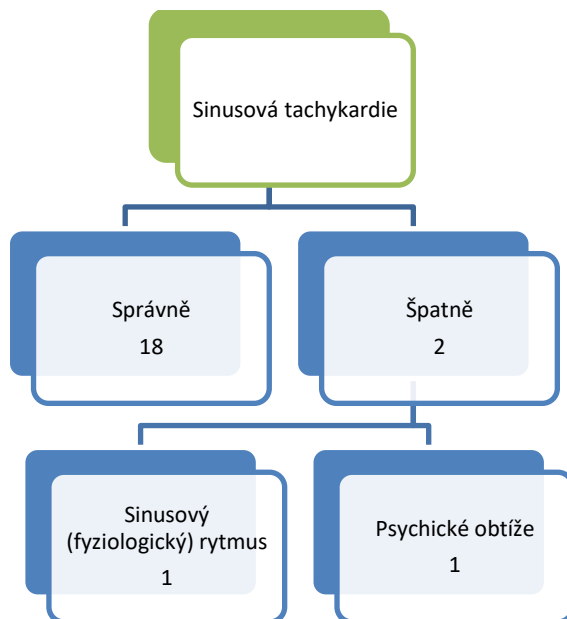 Sinusová tachykardie
Správně
18
Špatně
2
Sinusový
(fyziologický) rytmus
1
Psychické obtíže
1